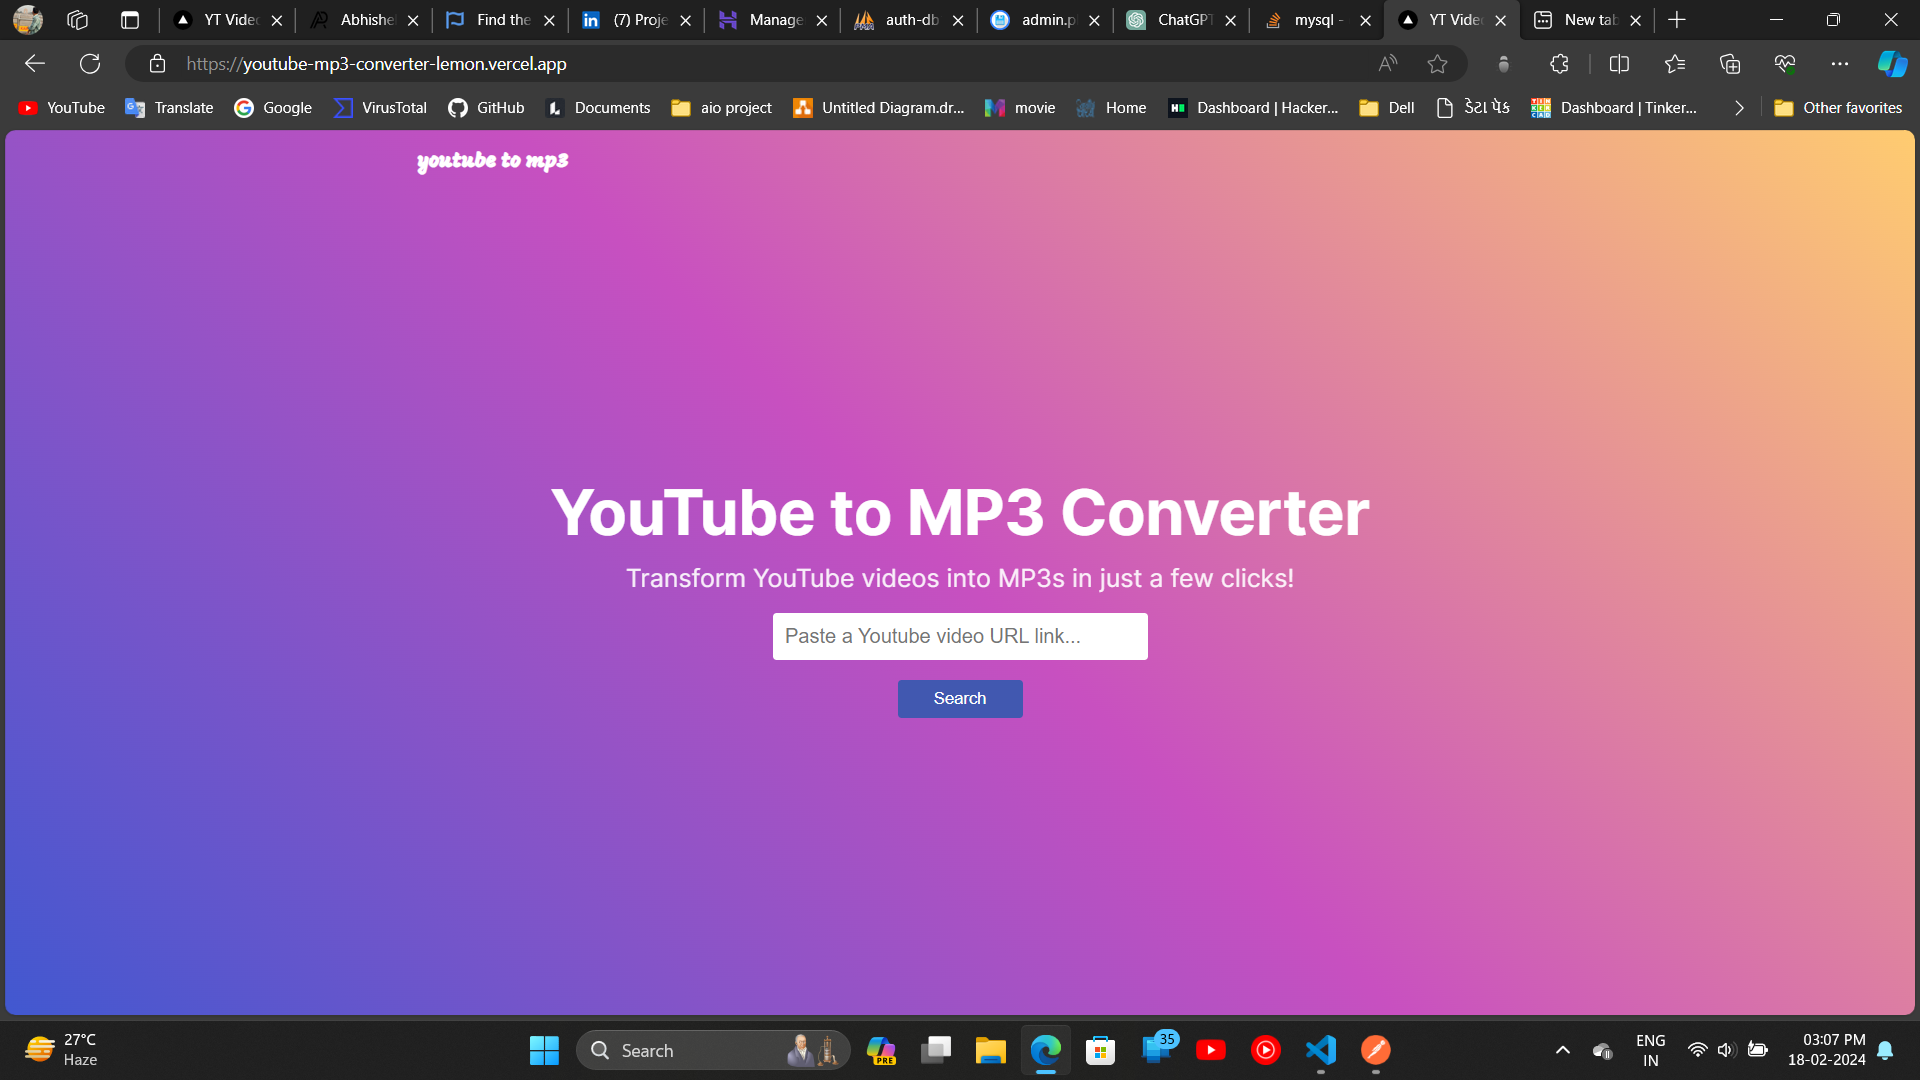 YT Vide
Abhishe
Find the
(7) Proje
Manage
auth-db
admin.p
ChatGPT
mysql -
YT Vide
New tab
https://youtube-mp3-converter-lemon.vercel.app
YouTube
Translate
Google
VirusTotal
GitHub
Documents
aio project
Untitled Diagram.dr...
movie
Home
Dashboard | Hacker...
Dell
ડેટા પેક
Dashboard | Tinker...
Other favorites
youtube to mp3
YouTube to MP3 Converter
Transform YouTube videos into MP3s in just a few clicks!
Paste a Youtube video URL link...
Search
27°C
Haze
Search
PRE
35
ENG
IN
03:07 PM
18-02-2024